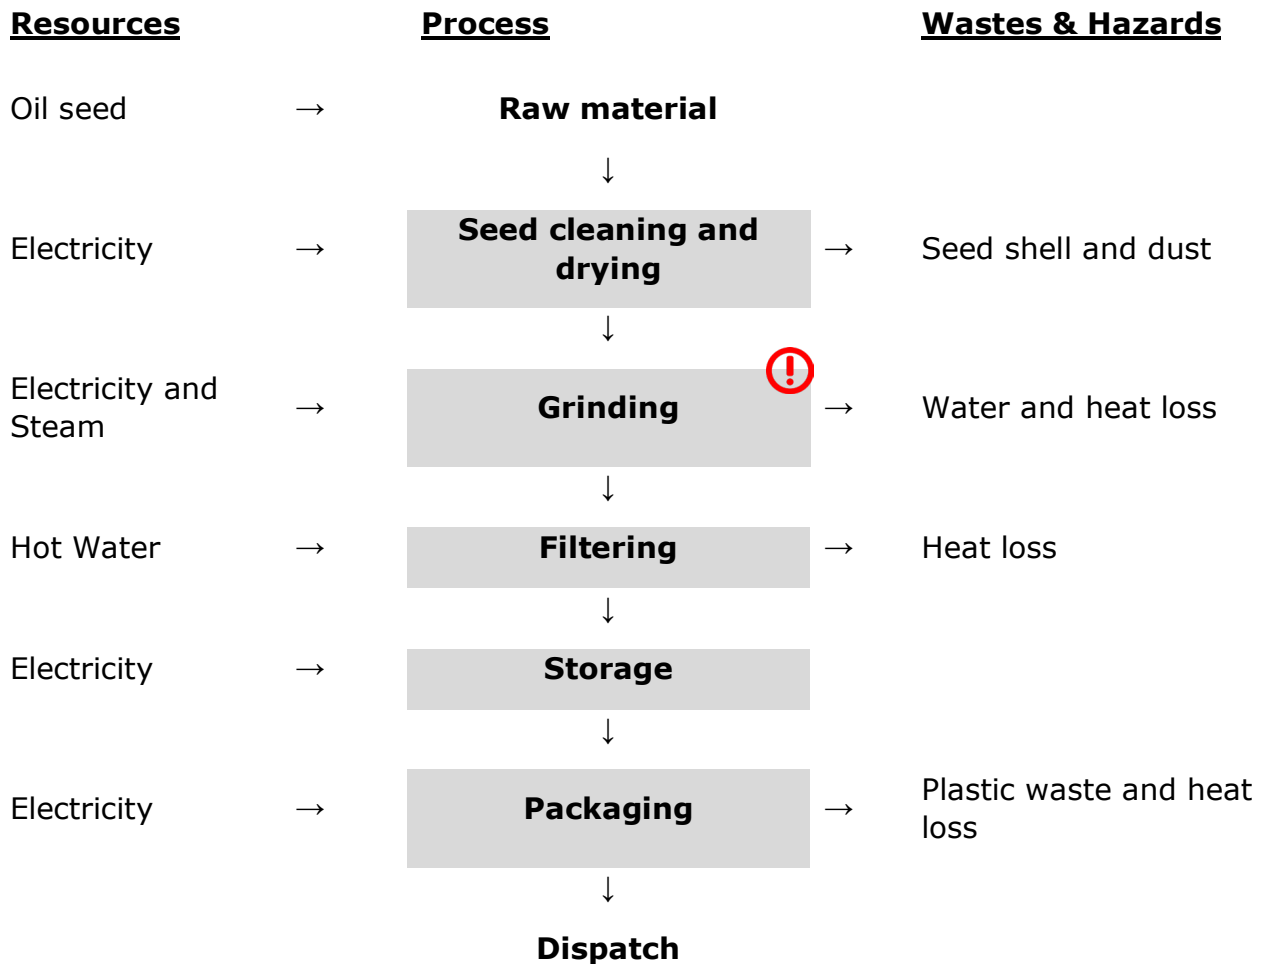 Resources Process Wastes & Hazards
Oil seed → Raw material
↓
Electricity → Seed cleaning and drying → Seed shell and dust
↓
Electricity and Steam → Grinding → Water and heat loss
↓
Hot Water → Filtering → Heat loss
↓
Electricity → Storage
↓
Electricity → Packaging → Plastic waste and heat loss
↓
Dispatch